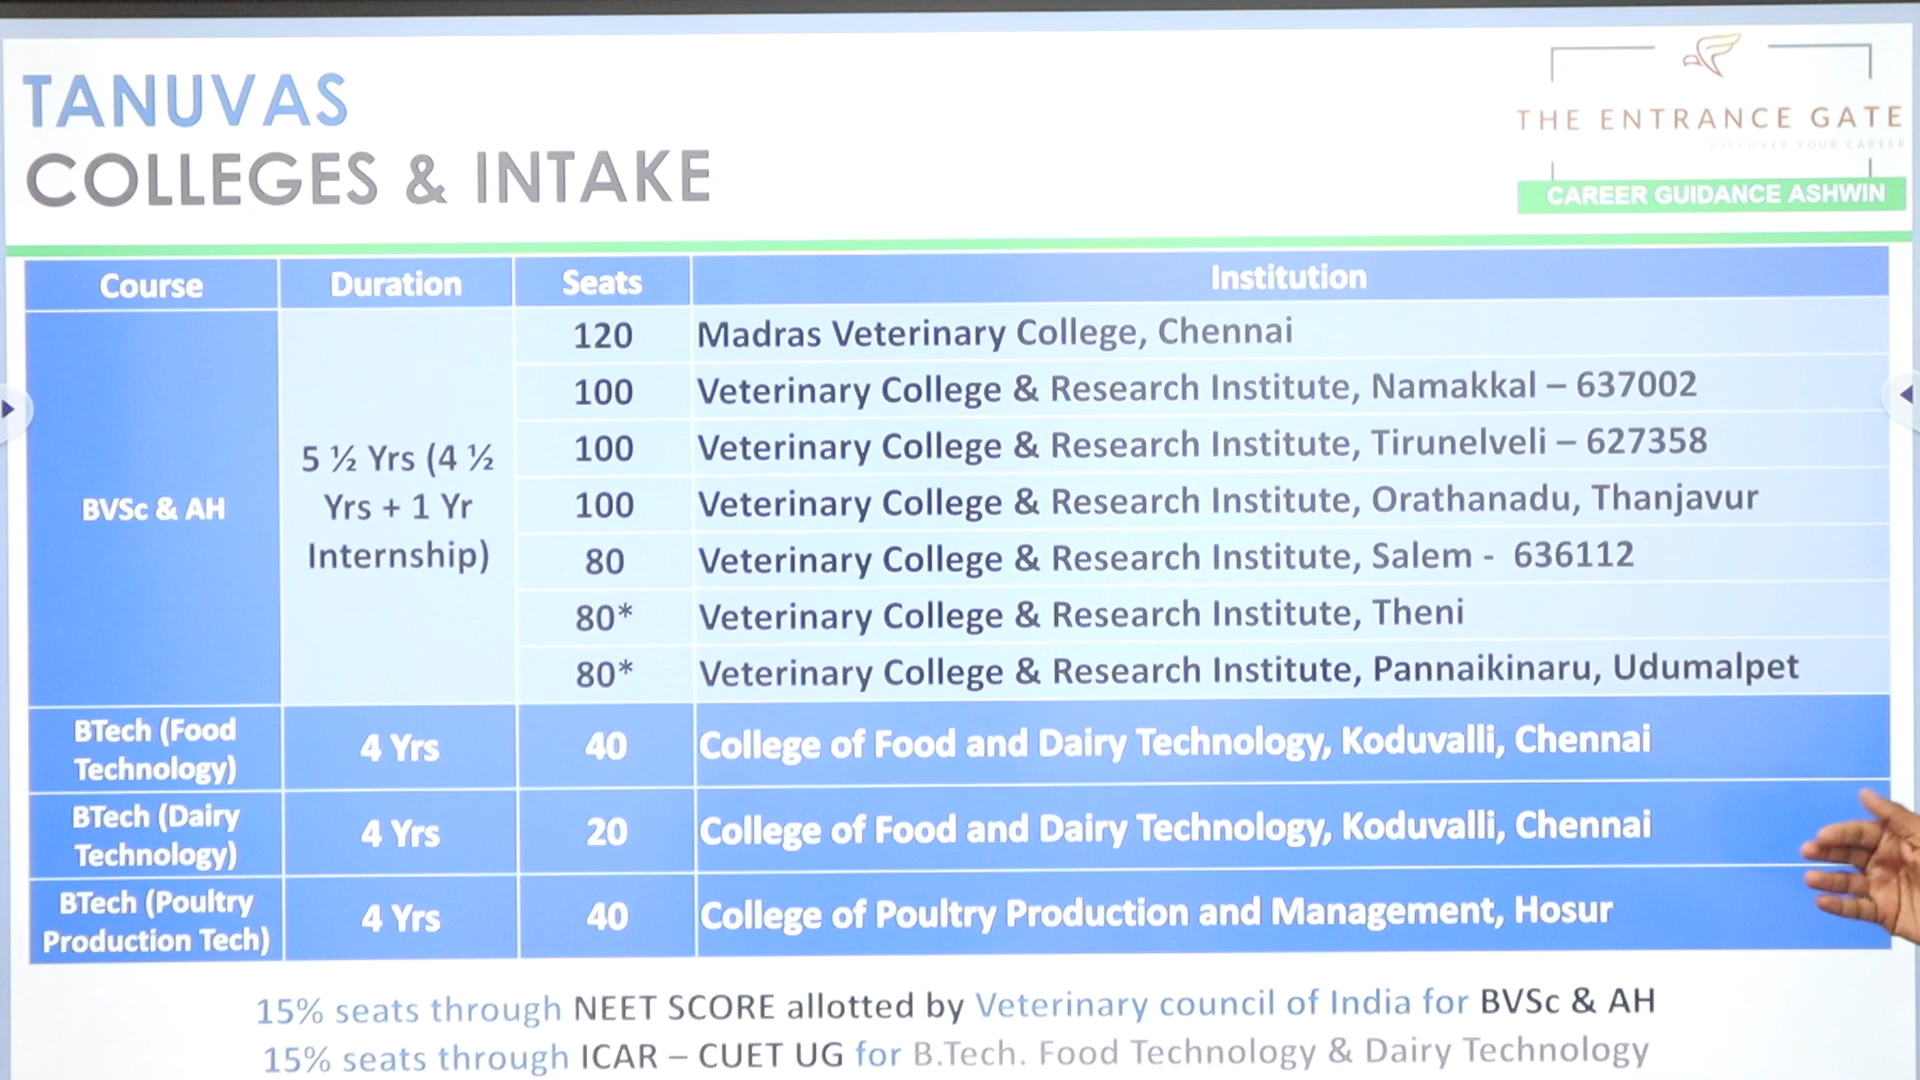 TANUVAS
COLLEGES & INTAKE
THE ENTRANCE GATE
DISCOVER YOUR CAREER
CAREER GUIDANCE ASHWIN
Course Duration Seats Institution
BVSc & AH
5 ½ Yrs (4 ½
Yrs + 1 Yr
Internship)
120 Madras Veterinary College, Chennai
100 Veterinary College & Research Institute, Namakkal – 637002
100 Veterinary College & Research Institute, Tirunelveli – 627358
100 Veterinary College & Research Institute, Orathanadu, Thanjavur
80 Veterinary College & Research Institute, Salem - 636112
80* Veterinary College & Research Institute, Theni
80* Veterinary College & Research Institute, Pannaikinaru, Udumalpet
BTech (Food
Technology)
4 Yrs 40 College of Food and Dairy Technology, Koduvalli, Chennai
BTech (Dairy
Technology)
4 Yrs 20 College of Food and Dairy Technology, Koduvalli, Chennai
BTech (Poultry
Production Tech)
4 Yrs 40 College of Poultry Production and Management, Hosur
15% seats through NEET SCORE allotted by Veterinary council of India for BVSc & AH
15% seats through ICAR – CUET UG for B.Tech. Food Technology & Dairy Technology